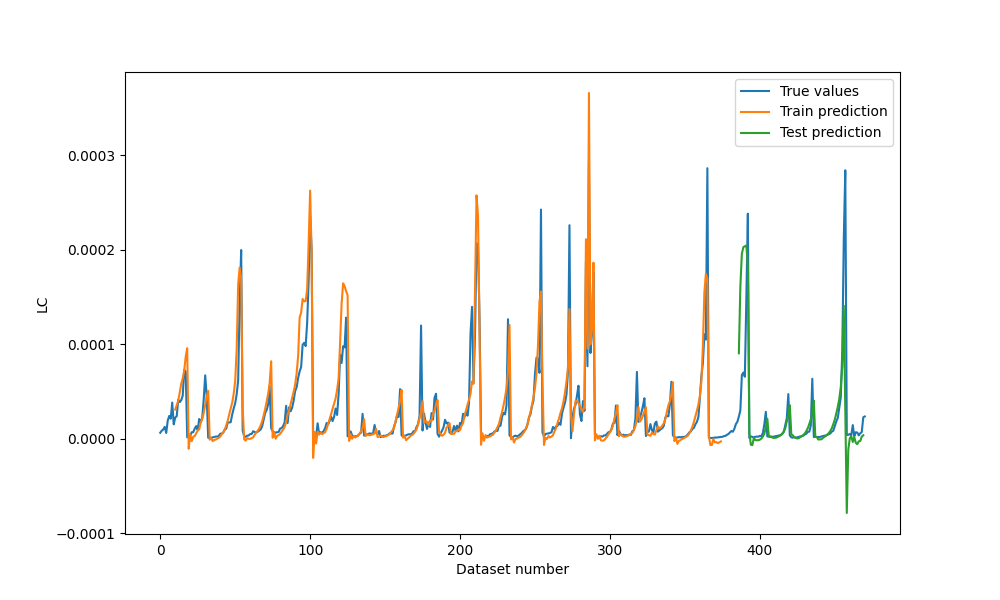 True values
Train prediction
Test prediction
0.0003
0.0002
0.0001
0.0000
−0.0001
LC
0 100 200 300 400
Dataset number